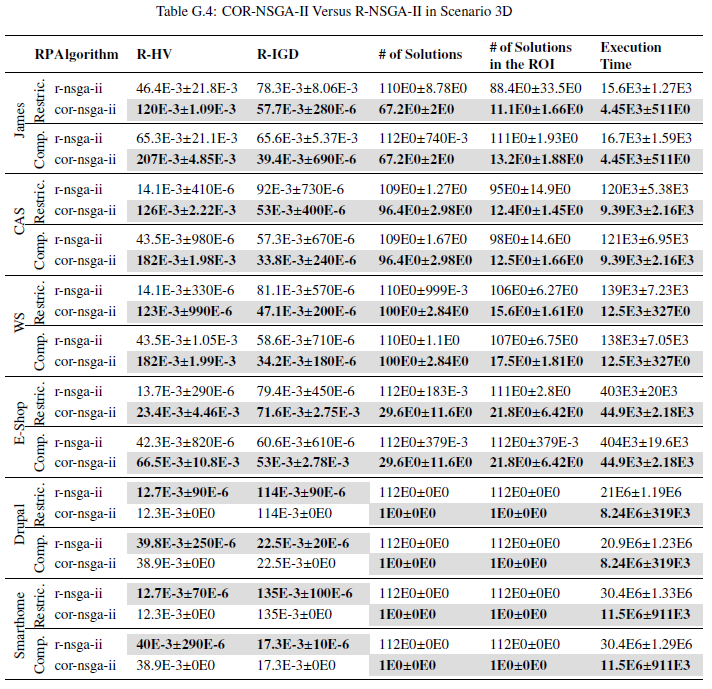 Table G.4: COR-NSGA-II Versus R-NSGA-II in Scenario 3D
RP Algorithm R-HV R-IGD # of Solutions # of Solutions in the ROI Execution Time
James
Restric.
r-nsga-ii 46.4E-3±21.8E-3 78.3E-3±8.06E-3 110E0±8.78E0 88.4E0±33.5E0 15.6E3±1.27E3
cor-nsga-ii 120E-3±1.09E-3 57.7E-3±280E-6 67.2E0±2E0 11.1E0±1.66E0 4.45E3±511E0
Comp.
r-nsga-ii 65.3E-3±21.1E-3 65.6E±5.37E-3 112E0±740E-3 111E0±1.93E0 16.7E3±1.59E3
cor-nsga-ii 207E-3±4.85E-3 39.4E-3±690E-6 67.2E0±2E0 13.2E0±1.88E0 4.45E3±511E0
CAS
Restric.
r-nsga-ii 14.1E-3±410E-6 92E-3±730E-6 109E0±1.27E0 95E0±14.9E0 120E3±5.38E3
cor-nsga-ii 126E-3±2.22E-3 53E-3±400E-6 96.4E0±2.98E0 12.4E0±1.45E0 9.39E3±2.16E3
Comp.
r-nsga-ii 43.5E-3±980E-6 57.3E-3±670E-6 109E0±1.67E0 98E0±14.6E0 121E3±6.95E3
cor-nsga-ii 182E-3±1.98E-3 33.8E-3±240E-6 96.4E0±2.98E0 12.5E0±1.66E0 9.39E3±2.16E3
WS
Restric.
r-nsga-ii 14.1E-3±330E-6 81.1E-3±570E-6 110E0±999E-3 106E0±6.27E0 139E3±7.23E3
cor-nsga-ii 123E-3±990E-6 47.1E-3±200E-6 100E0±2.84E0 15.6E0±1.61E0 12.5E3±327E0
Comp.
r-nsga-ii 43.5E-3±1.05E-3 58.6E-3±710E-6 110E0±1.1E0 107E0±6.75E0 138E3±7.05E3
cor-nsga-ii 182E-3±1.99E-3 34.2E-3±180E-6 100E0±2.84E0 17.5E0±1.81E0 12.5E3±327E0
E-Shop
Restric.
r-nsga-ii 13.7E-3±290E-6 79.4E-3±450E-6 112E0±183E-3 111E0±2.8E0 403E3±20E3
cor-nsga-ii 23.4E-3±4.46E-3 71.6E-3±2.75E-3 29.6E0±11.6E0 21.8E0±6.42E0 44.9E3±2.18E3
Comp.
r-nsga-ii 42.3E-3±820E-6 60.6E-3±610E-6 112E0±379E-3 112E0±379E-3 404E3±19.6E3
cor-nsga-ii 66.5E-3±10.8E-3 53E-3±2.78E-3 29.6E0±11.6E0 21.8E0±6.42E0 44.9E3±2.18E3
Drupal
Restric.
r-nsga-ii 12.7E-3±90E-6 114E-3±90E-6 112E0±0E0 112E0±0E0 21E6±1.19E6
cor-nsga-ii 12.3E-3±0E0 114E-3±0E0 1E0±0E0 1E0±0E0 8.24E6±319E3
Comp.
r-nsga-ii 39.8E-3±250E-6 22.5E-3±20E-6 112E0±0E0 112E0±0E0 20.9E6±1.23E6
cor-nsga-ii 38.9E-3±0E0 22.5E-3±0E0 1E0±0E0 1E0±0E0 8.24E6±319E3
Smarthome
Restric.
r-nsga-ii 12.7E-3±70E-6 135E-3±100E-6 112E0±0E0 112E0±0E0 30.4E6±1.33E6
cor-nsga-ii 12.3E-3±0E0 135E-3±0E0 1E0±0E0 1E0±0E0 11.5E6±911E3
Comp.
r-nsga-ii 40E-3±290E-6 17.3E-3±10E-6 112E0±0E0 112E0±0E0 30.4E6±1.29E6
cor-nsga-ii 38.9E-3±0E0 17.3E-3±0E0 1E0±0E0 1E0±0E0 11.5E6±911E3